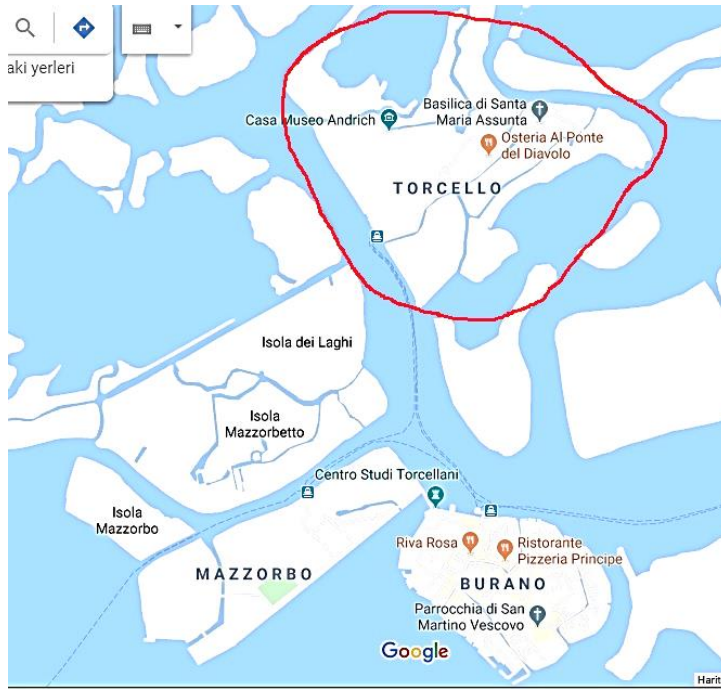 aki yerleri
Casa Museo Andrich
Basilica di Santa
Maria Assunta
Osteria Al Ponte
del Diavolo
TORCELLO
Isola dei Laghi
Isola
Mazzorbetto
Centro Studi Torcellani
Isola
Mazzorbo
Riva Rosa
Ristorante
Pizzeria Principe
MAZZORBO
BURANO
Parrocchia di San
Martino Vescovo
Google
Harit